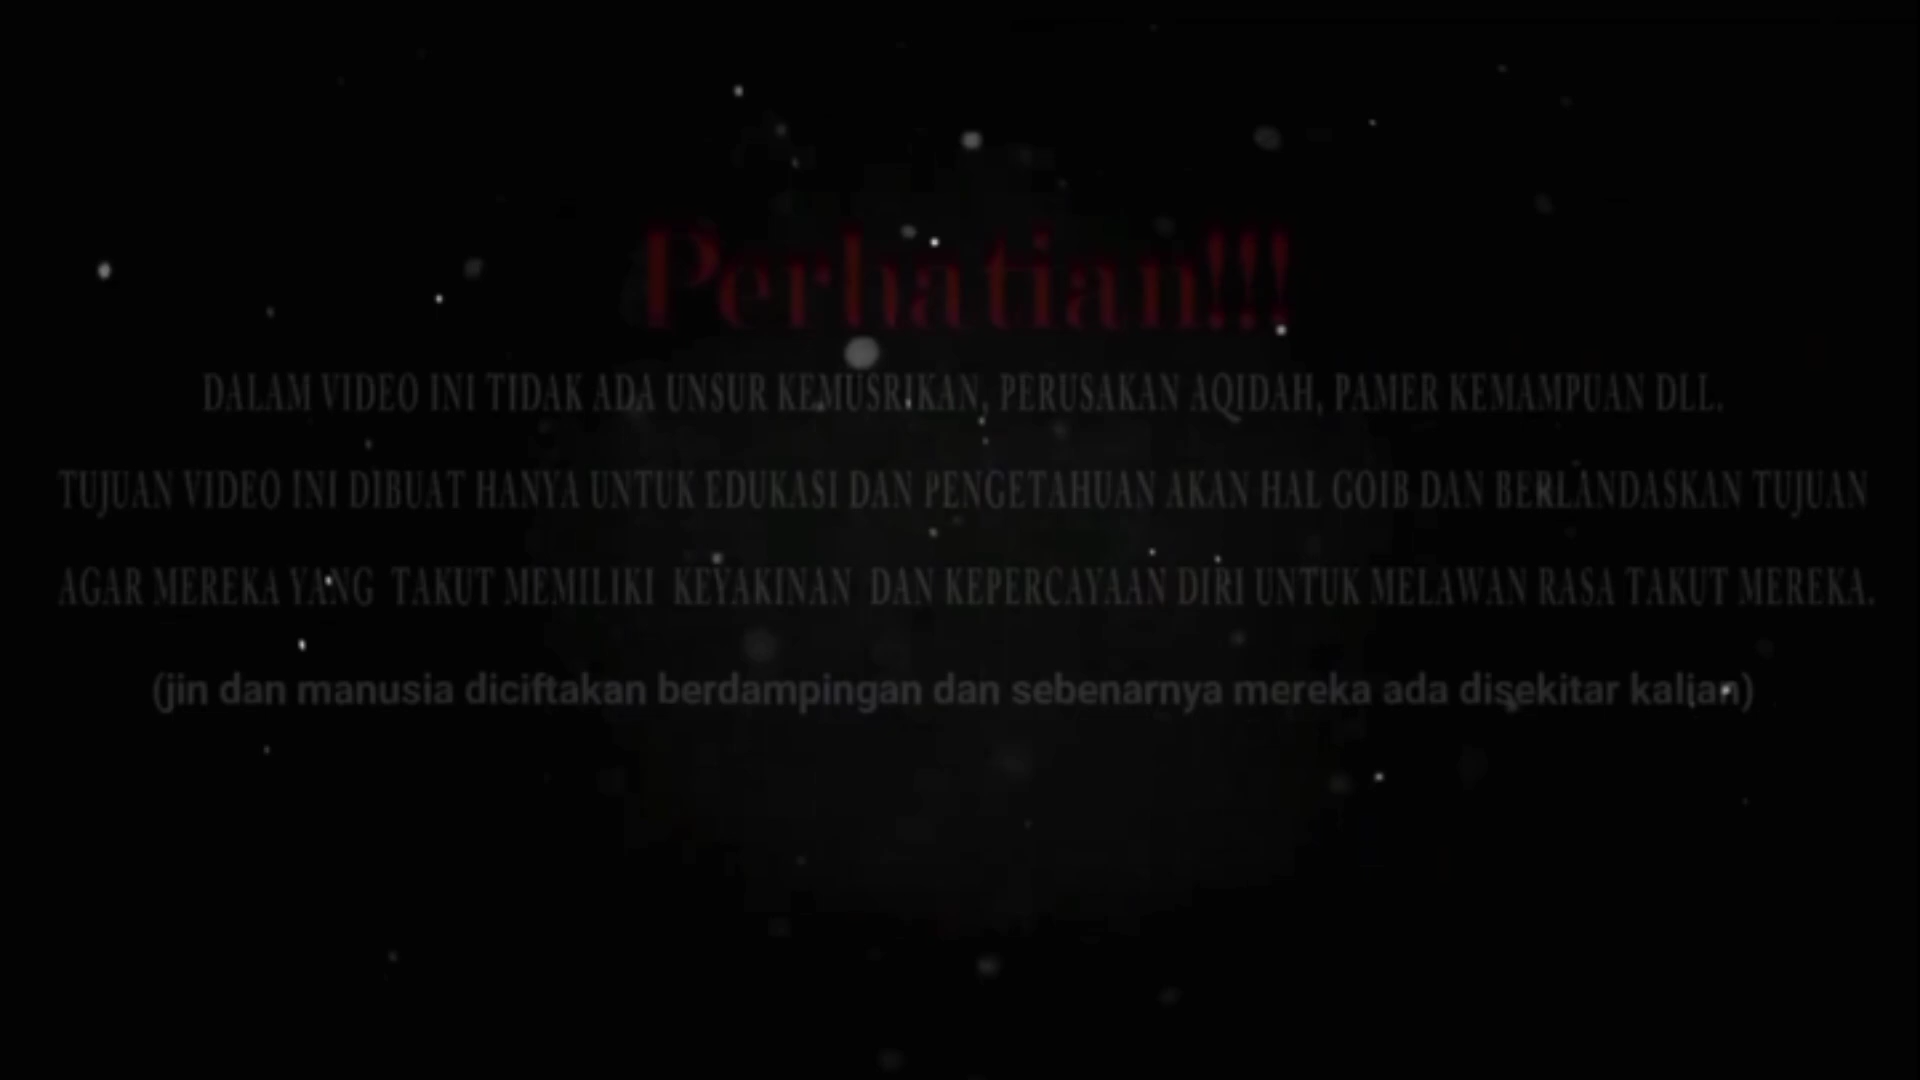 Perhatian!!!
DALAM VIDEO INI TIDAK ADA UNSUR KEMUSRIKAN, PERUSAKAN AQIDAH, PAMER KEMAMPUAN DLL.
TUJUAN VIDEO INI DIBUAT HANYA UNTUK EDUKASI DAN PENGETAHUAN AKAN HAL GOIB DAN BERLANDASKAN TUJUAN
AGAR MEREKA YANG TAKUT MEMILIKI KEYAKINAN DAN KEPERCAYAAN DIRI UNTUK MELAWAN RASA TAKUT MEREKA.
(jin dan manusia diciftakan berdampingan dan sebenarnya mereka ada disekitar kalian)